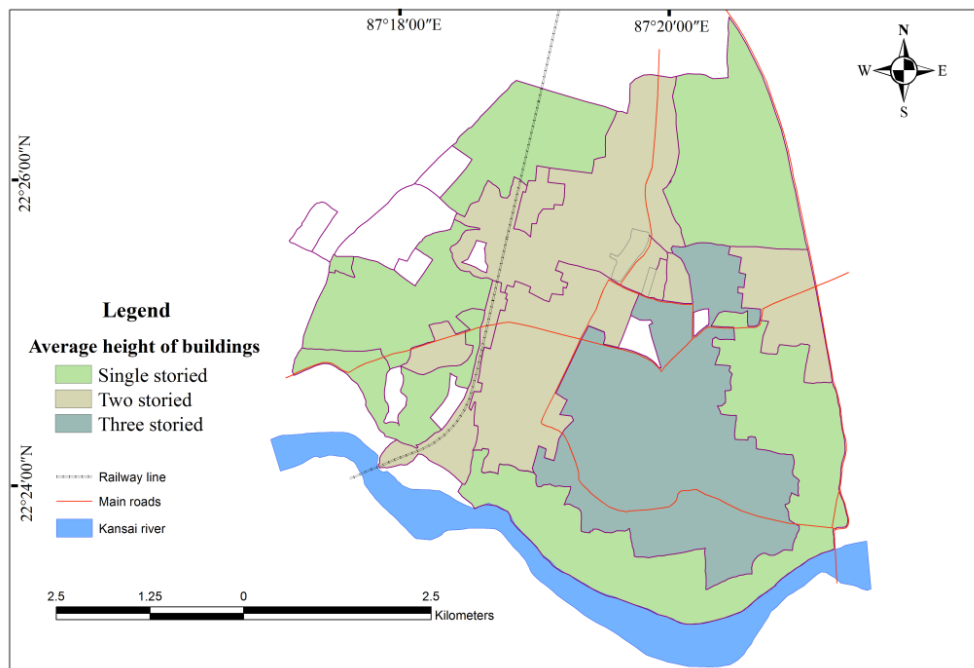 87°18′00″E
87°20′00″E
N
W
E
S
22°26′00″N
22°24′00″N
Legend
Average height of buildings
Single storied
Two storied
Three storied
Railway line
Main roads
Kansai river
2.5 1.25 0 2.5
Kilometers